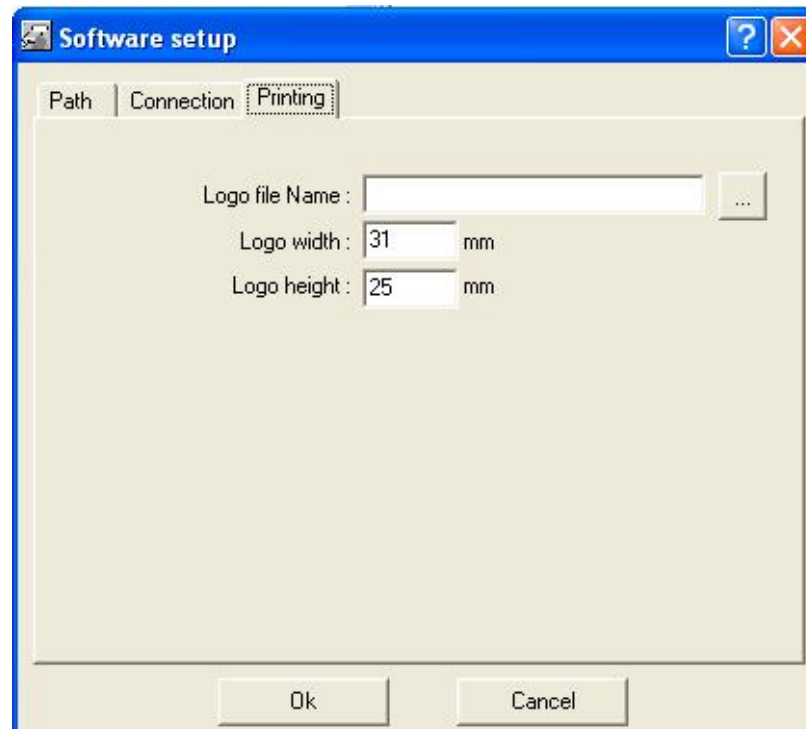 Software setup
Path Connection Printing
Logo file Name : ...
Logo width : 31 mm
Logo height : 25 mm
Ok Cancel